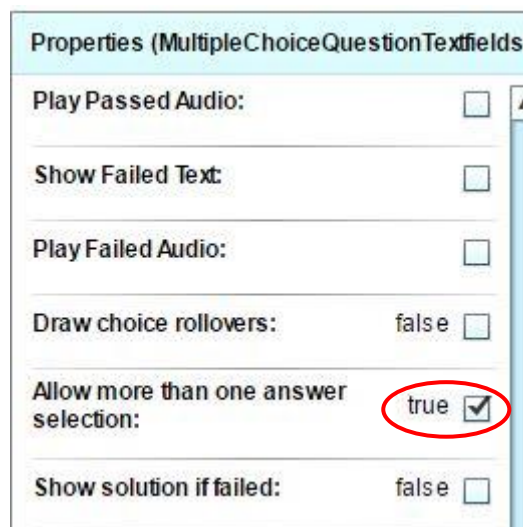 Properties (MultipleChoiceQuestionTextfields
Play Passed Audio:
Show Failed Text:
Play Failed Audio:
Draw choice rollovers: false
Allow more than one answer
selection: true
Show solution if failed: false